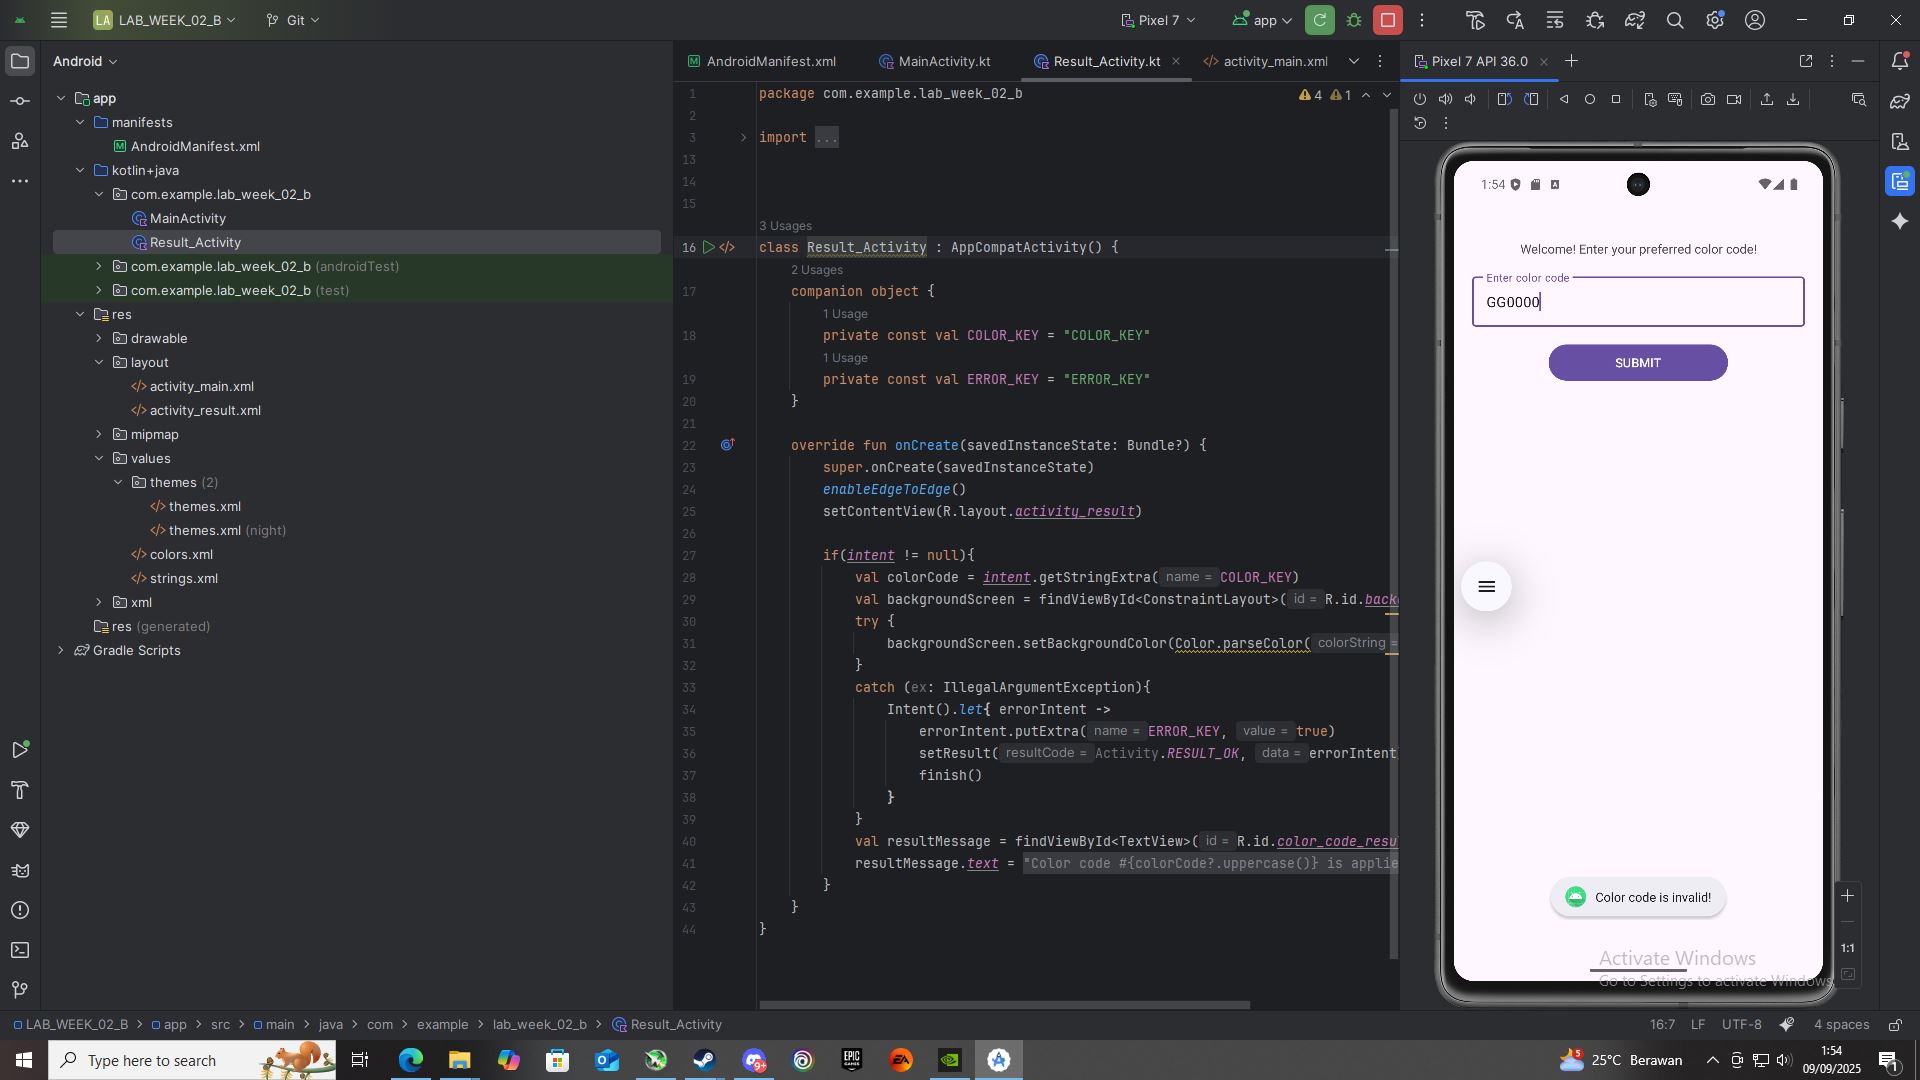 LA LAB_WEEK_02_B Git Pixel 7 app
Android
AndroidManifest.xml MainActivity.kt Result_Activity.kt activity_main.xml
Pixel 7 API 36.0
app
manifests
AndroidManifest.xml
kotlin+java
com.example.lab_week_02_b
MainActivity
Result_Activity
com.example.lab_week_02_b (androidTest)
com.example.lab_week_02_b (test)
res
drawable
layout
activity_main.xml
activity_result.xml
mipmap
values
themes (2)
themes.xml
themes.xml (night)
colors.xml
strings.xml
xml
res (generated)
Gradle Scripts
4 1
1 package com.example.lab_week_02_b
2
3 import ...
13
14
15
3 Usages
16 class Result_Activity : AppCompatActivity() {
2 Usages
17 companion object {
1 Usage
18 private const val COLOR_KEY = "COLOR_KEY"
1 Usage
19 private const val ERROR_KEY = "ERROR_KEY"
20 }
21
22 override fun onCreate(savedInstanceState: Bundle?) {
23 super.onCreate(savedInstanceState)
24 enableEdgeToEdge()
25 setContentView(R.layout.activity_result)
26
27 if(intent != null){
28 val colorCode = intent.getStringExtra( name = COLOR_KEY)
29 val backgroundScreen = findViewById<ConstraintLayout>( id = R.id.back
30 try {
31 backgroundScreen.setBackgroundColor(Color.parseColor( colorString =
32 }
33 catch (ex: IllegalArgumentException){
34 Intent().let{ errorIntent ->
35 errorIntent.putExtra( name = ERROR_KEY, value = true)
36 setResult( resultCode = Activity.RESULT_OK, data = errorIntent
37 finish()
38 }
39 }
40 val resultMessage = findViewById<TextView>( id = R.id.color_code_resu
41 resultMessage.text = "Color code #{colorCode?.uppercase()} is applie
42 }
43 }
44 }
1:54
Welcome! Enter your preferred color code!
Enter color code
GG0000
SUBMIT
Color code is invalid!
1:1
Activate Windows
Go to Settings to activate Windows.
LAB_WEEK_02_B > app > src > main > java > com > example > lab_week_02_b > Result_Activity
16:7 LF UTF-8 4 spaces
Type here to search
9+
EPIC GAMES
EA
5
25°C Berawan
1:54
09/09/2025
1